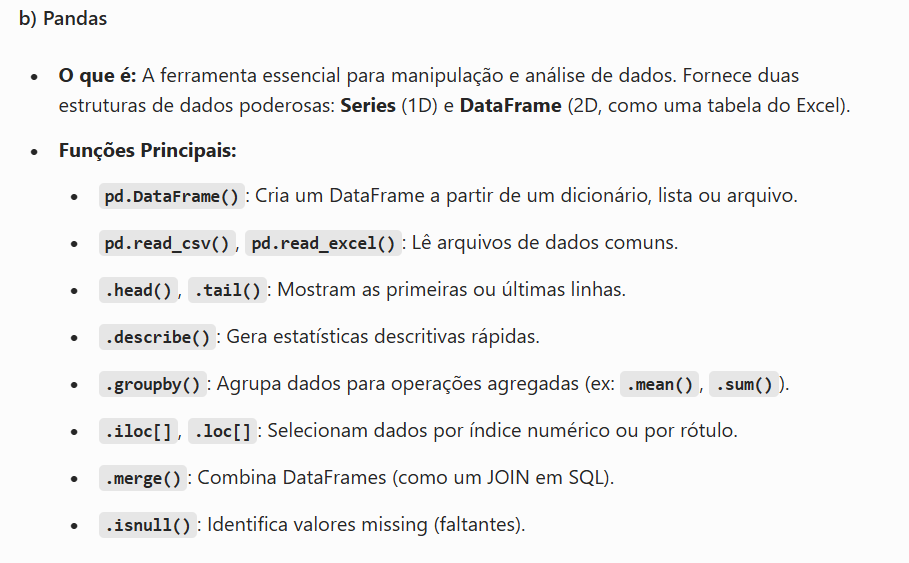 b) Pandas
• O que é: A ferramenta essencial para manipulação e análise de dados. Fornece duas
estruturas de dados poderosas: Series (1D) e DataFrame (2D, como uma tabela do Excel).
• Funções Principais:
• pd.DataFrame(): Cria um DataFrame a partir de um dicionário, lista ou arquivo.
• pd.read_csv(), pd.read_excel(): Lê arquivos de dados comuns.
• .head(), .tail(): Mostram as primeiras ou últimas linhas.
• .describe(): Gera estatísticas descritivas rápidas.
• .groupby(): Agrupa dados para operações agregadas (ex: .mean(), .sum()).
• .iloc[], .loc[]: Selecionam dados por índice numérico ou por rótulo.
• .merge(): Combina DataFrames (como um JOIN em SQL).
• .isnull(): Identifica valores missing (faltantes).